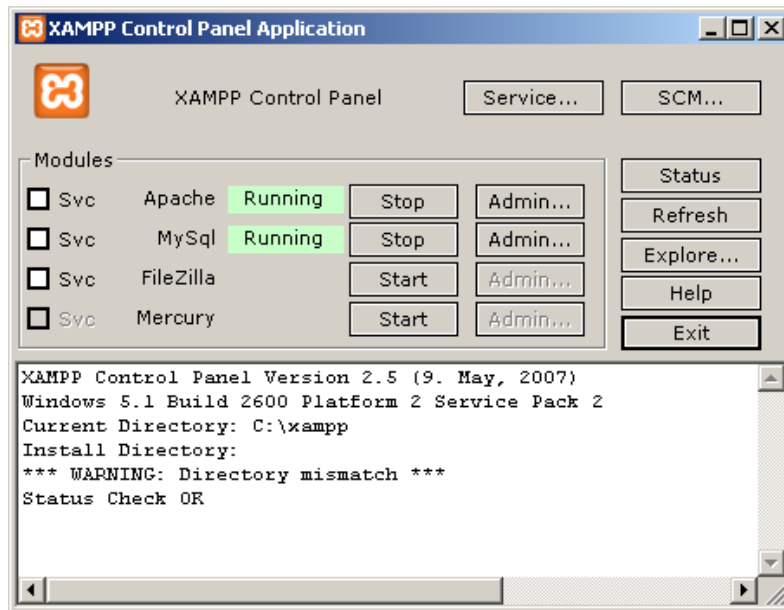 XAMPP Control Panel Application
XAMPP Control Panel Service... SCM...
Modules
Svc Apache Running Stop Admin...
Svc MySql Running Stop Admin...
Svc FileZilla Start Admin...
Svc Mercury Start Admin...
Status
Refresh
Explore...
Help
Exit
XAMPP Control Panel Version 2.5 (9. May, 2007)
Windows 5.1 Build 2600 Platform 2 Service Pack 2
Current Directory: C:\xampp
Install Directory:
*** WARNING: Directory mismatch ***
Status Check OK